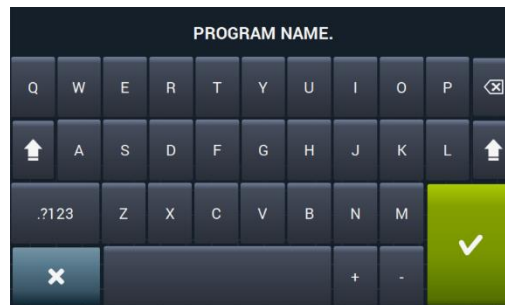 PROGRAM NAME.
Q W E R T Y U I O P
A S D F G H J K L
.?123 Z X C V B N M
+ -